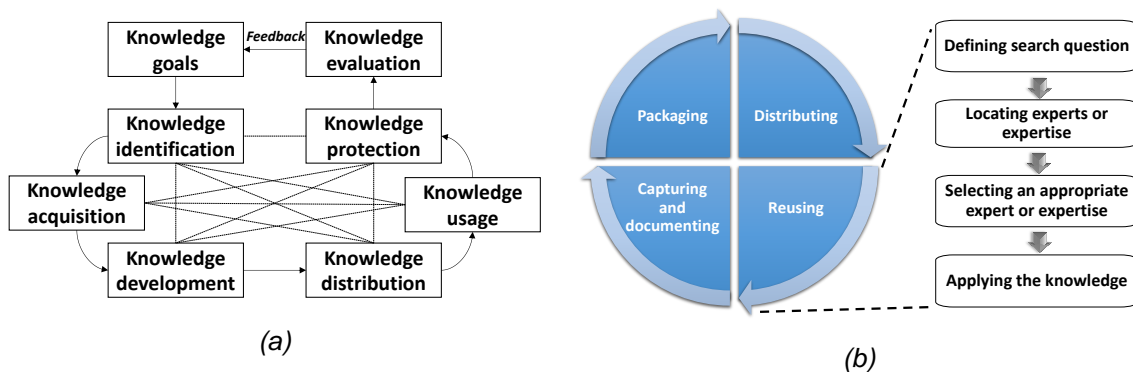 Knowledge
goals
Feedback
Knowledge
evaluation
Knowledge
identification
Knowledge
protection
Knowledge
acquisition
Knowledge
usage
Knowledge
development
Knowledge
distribution
(a)
Packaging
Distributing
Capturing
and
documenting
Reusing
Defining search question
Locating experts or
expertise
Selecting an appropriate
expert or expertise
Applying the knowledge
(b)